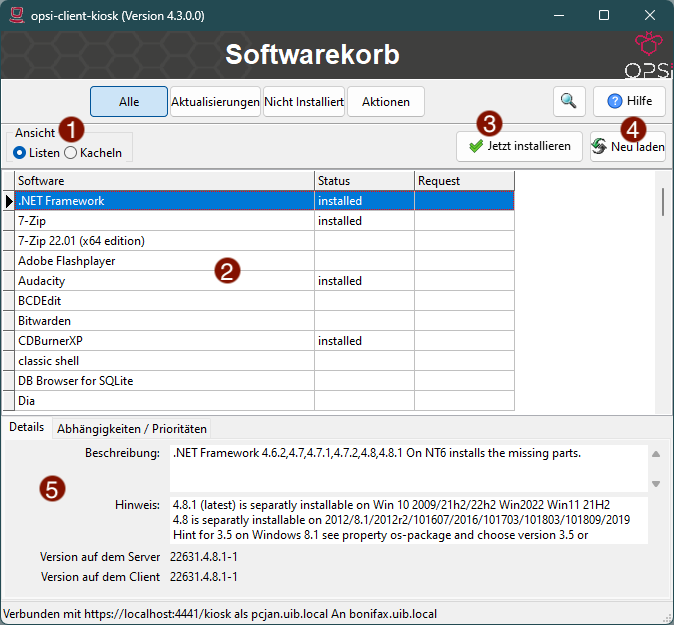 opsi-client-kiosk (Version 4.3.0.0)
Softwarekorb
OPSi
Alle
Aktualisierungen
Nicht Installiert
Aktionen
Hilfe
Ansicht
1
Listen
Kacheln
3
Jetzt installieren
4
Neu laden
Software Status Request
.NET Framework installed
7-Zip installed
7-Zip 22.01 (x64 edition)
Adobe Flashplayer
2
Audacity installed
BCDEdit
Bitwarden
CDBurnerXP installed
classic shell
DB Browser for SQLite
Dia
Details
Abhängigkeiten / Prioritäten
Beschreibung: .NET Framework 4.6.2,4.7,4.7.1,4.7.2,4.8,4.8.1 On NT6 installs the missing parts.
5
Hinweis: 4.8.1 (latest) is separatly installable on Win 10 2009/21h2/22h2 Win2022 Win11 21H2
4.8 is separatly installable on 2012/8.1/2012r2/101607/2016/101703/101803/101809/2019
Hint for 3.5 on Windows 8.1 see property os-package and choose version 3.5 or
Version auf dem Server 22631.4.8.1-1
Version auf dem Client 22631.4.8.1-1
Verbunden mit https://localhost:4441/kiosk als pcjan.uib.local An bonifax.uib.local